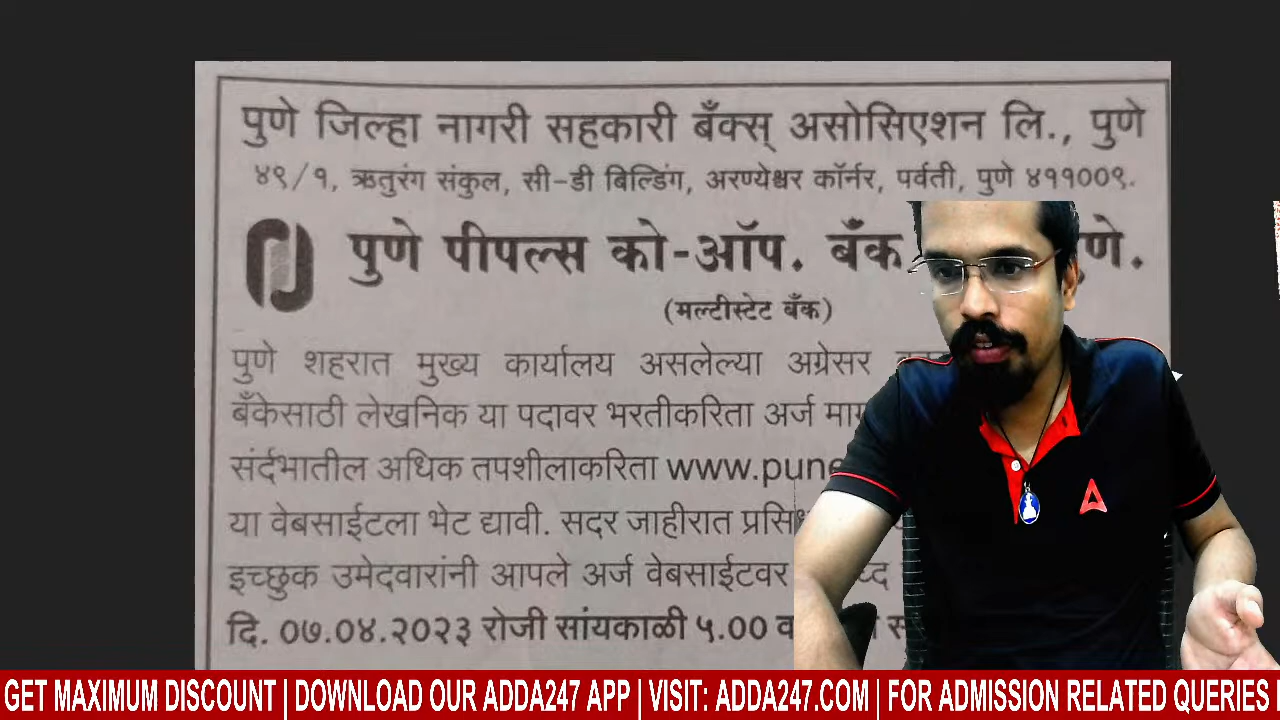 पुणे जिल्हा नागरी सहकारी बँक्स् असोसिएशन लि., पुणे
४९/१, ऋतुरंग संकुल, सी-डी बिल्डिंग, अरण्येश्वर कॉर्नर, पर्वती, पुणे ४११००९.
पुणे पीपल्स को-ऑप. बँक
(मल्टीस्टेट बँक)
पुणे शहरात मुख्य कार्यालय असलेल्या अग्रेसर
बँकेसाठी लेखनिक या पदावर भरतीकरिता अर्ज
संर्दभातील अधिक तपशीलाकरिता
या वेबसाईटला भेट द्यावी. सदर जाहीरात
इच्छुक उमेदवारांनी आपले अर्ज वेबसाईटवर
दि. ०७.०४.२०२३ रोजी सांयकाळी ५.००
GET MAXIMUM DISCOUNT | DOWNLOAD OUR ADDA247 APP | VISIT: ADDA247.COM | FOR ADMISSION RELATED QUERIES